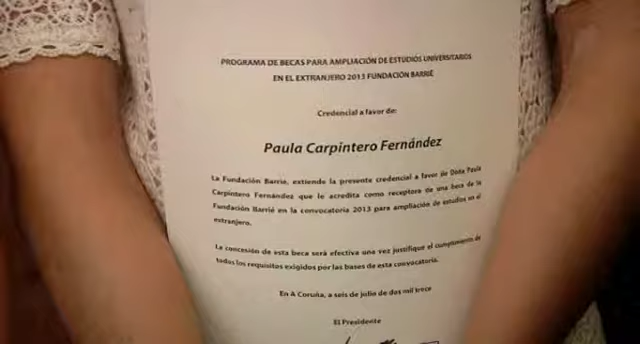 PROGRAMA DE BECAS PARA AMPLIACIÓN DE ESTUDIOS UNIVERSITARIOS
EN EL EXTRANJERO 2013 FUNDACIÓN BARRIÉ
Credencial a favor de:
Paula Carpintero Fernández
La Fundación Barrié, extiende la presente credencial a favor de Doña Paula
Carpintero Fernández que le acredita como receptora de una beca de la
Fundación Barrié en la convocatoria 2013 para ampliación de estudios en el
extranjero.
La concesión de esta beca será efectiva una vez justifique el cumplimiento de
todos los requisitos exigidos por las bases de esta convocatoria.
En A Coruña, a seis de julio de dos mil trece
El Presidente